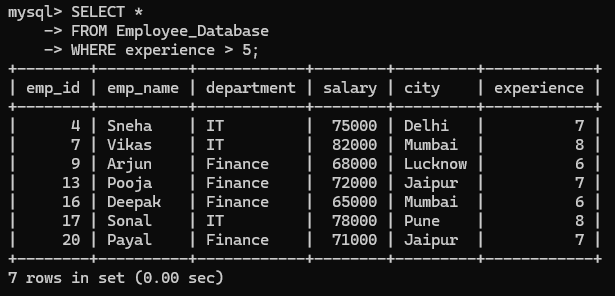 mysql> SELECT *
    -> FROM Employee_Database
    -> WHERE experience > 5;
+--------+----------+------------+--------+---------+------------+
| emp_id | emp_name | department | salary | city    | experience |
+--------+----------+------------+--------+---------+------------+
|      4 | Sneha    | IT         |  75000 | Delhi   |          7 |
|      7 | Vikas    | IT         |  82000 | Mumbai  |          8 |
|      9 | Arjun    | Finance    |  68000 | Lucknow |          6 |
|     13 | Pooja    | Finance    |  72000 | Jaipur  |          7 |
|     16 | Deepak   | Finance    |  65000 | Mumbai  |          6 |
|     17 | Sonal    | IT         |  78000 | Pune    |          8 |
|     20 | Payal    | Finance    |  71000 | Jaipur  |          7 |
+--------+----------+------------+--------+---------+------------+
7 rows in set (0.00 sec)